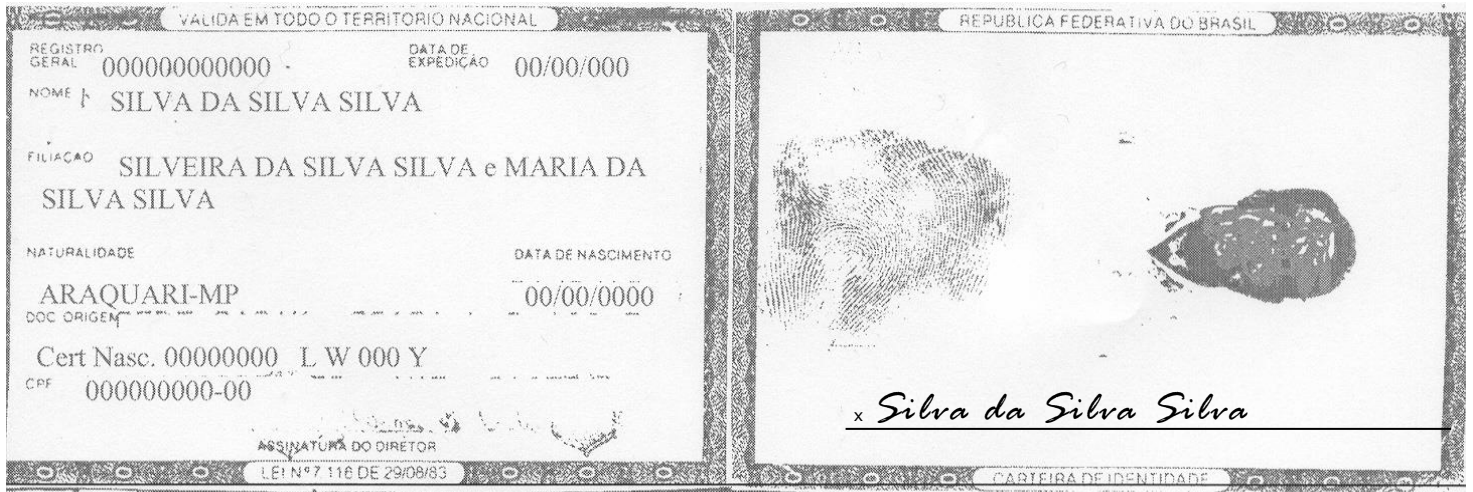 VALIDA EM TODO O TERRITORIO NACIONAL
REGISTRO GERAL 000000000000 DATA DE EXPEDIÇÃO 00/00/000
NOME SILVA DA SILVA SILVA
FILIAÇÃO SILVEIRA DA SILVA SILVA e MARIA DA
SILVA SILVA
NATURALIDADE DATA DE NASCIMENTO
ARAQUARI-MP 00/00/0000
DOC ORIGEM
Cert Nasc. 00000000 L W 000 Y
CPF 000000000-00
ASSINATURA DO DIRETOR
LEI Nº 7.116 DE 29/08/83
REPUBLICA FEDERATIVA DO BRASIL
x Silva da Silva Silva
CARTEIRA DE IDENTIDADE